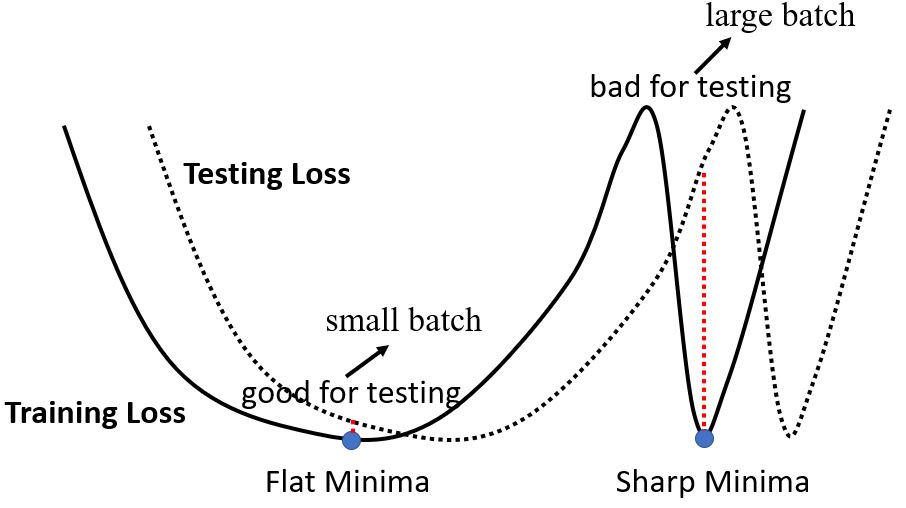 large batch
bad for testing
Testing Loss
small batch
good for testing
Training Loss
Flat Minima
Sharp Minima